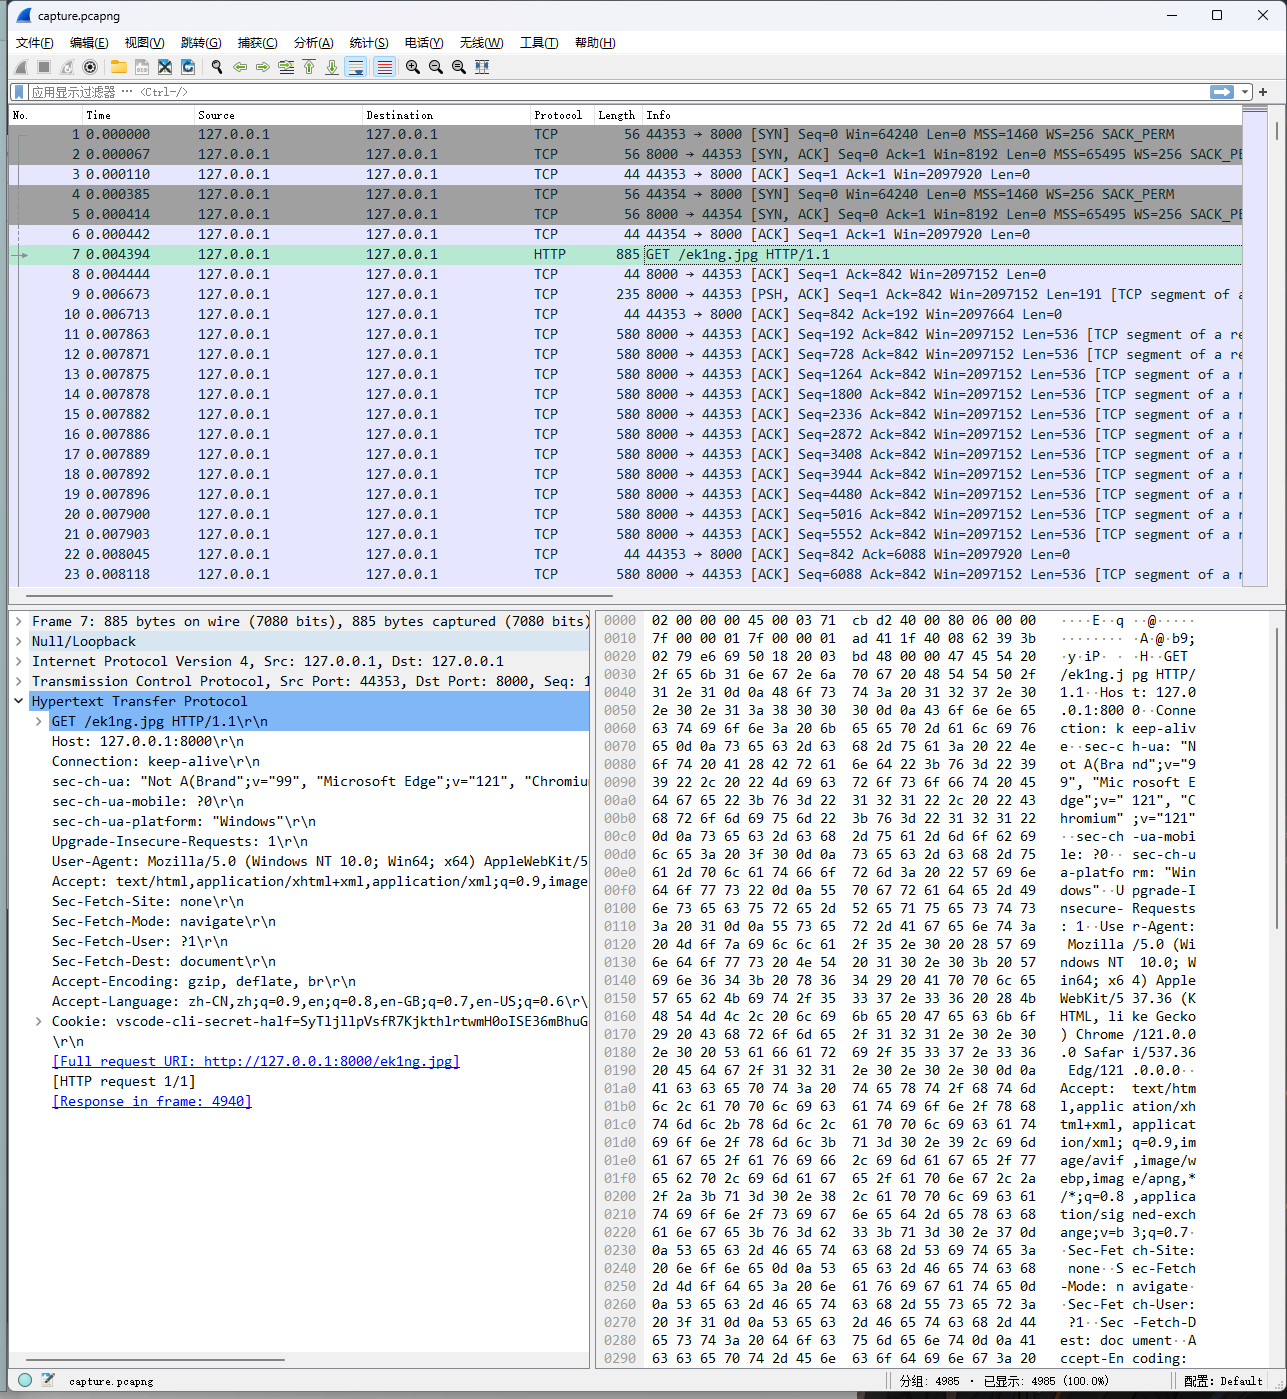 capture.pcapng
文件(F) 编辑(E) 视图(V) 跳转(G) 捕获(C) 分析(A) 统计(S) 电话(Y) 无线(W) 工具(T) 帮助(H)
应用显示过滤器 … <Ctrl-/>
No. Time Source Destination Protocol Length Info
1 0.000000 127.0.0.1 127.0.0.1 TCP 56 44353 → 8000 [SYN] Seq=0 Win=64240 Len=0 MSS=1460 WS=256 SACK_PERM
2 0.000067 127.0.0.1 127.0.0.1 TCP 56 8000 → 44353 [SYN, ACK] Seq=0 Ack=1 Win=8192 Len=0 MSS=65495 WS=256 SACK_PE
3 0.000110 127.0.0.1 127.0.0.1 TCP 44 44353 → 8000 [ACK] Seq=1 Ack=1 Win=2097920 Len=0
4 0.000385 127.0.0.1 127.0.0.1 TCP 56 44354 → 8000 [SYN] Seq=0 Win=64240 Len=0 MSS=1460 WS=256 SACK_PERM
5 0.000414 127.0.0.1 127.0.0.1 TCP 56 8000 → 44354 [SYN, ACK] Seq=0 Ack=1 Win=8192 Len=0 MSS=65495 WS=256 SACK_PE
6 0.000442 127.0.0.1 127.0.0.1 TCP 44 44354 → 8000 [ACK] Seq=1 Ack=1 Win=2097920 Len=0
7 0.004394 127.0.0.1 127.0.0.1 HTTP 885 GET /ek1ng.jpg HTTP/1.1
8 0.004444 127.0.0.1 127.0.0.1 TCP 44 8000 → 44353 [ACK] Seq=1 Ack=842 Win=2097152 Len=0
9 0.006673 127.0.0.1 127.0.0.1 TCP 235 8000 → 44353 [PSH, ACK] Seq=1 Ack=842 Win=2097152 Len=191 [TCP segment of a
10 0.006713 127.0.0.1 127.0.0.1 TCP 44 44353 → 8000 [ACK] Seq=842 Ack=192 Win=2097664 Len=0
11 0.007863 127.0.0.1 127.0.0.1 TCP 580 8000 → 44353 [ACK] Seq=192 Ack=842 Win=2097152 Len=536 [TCP segment of a re
12 0.007871 127.0.0.1 127.0.0.1 TCP 580 8000 → 44353 [ACK] Seq=728 Ack=842 Win=2097152 Len=536 [TCP segment of a re
13 0.007875 127.0.0.1 127.0.0.1 TCP 580 8000 → 44353 [ACK] Seq=1264 Ack=842 Win=2097152 Len=536 [TCP segment of a r
14 0.007878 127.0.0.1 127.0.0.1 TCP 580 8000 → 44353 [ACK] Seq=1800 Ack=842 Win=2097152 Len=536 [TCP segment of a r
15 0.007882 127.0.0.1 127.0.0.1 TCP 580 8000 → 44353 [ACK] Seq=2336 Ack=842 Win=2097152 Len=536 [TCP segment of a r
16 0.007886 127.0.0.1 127.0.0.1 TCP 580 8000 → 44353 [ACK] Seq=2872 Ack=842 Win=2097152 Len=536 [TCP segment of a r
17 0.007889 127.0.0.1 127.0.0.1 TCP 580 8000 → 44353 [ACK] Seq=3408 Ack=842 Win=2097152 Len=536 [TCP segment of a r
18 0.007892 127.0.0.1 127.0.0.1 TCP 580 8000 → 44353 [ACK] Seq=3944 Ack=842 Win=2097152 Len=536 [TCP segment of a r
19 0.007896 127.0.0.1 127.0.0.1 TCP 580 8000 → 44353 [ACK] Seq=4480 Ack=842 Win=2097152 Len=536 [TCP segment of a r
20 0.007900 127.0.0.1 127.0.0.1 TCP 580 8000 → 44353 [ACK] Seq=5016 Ack=842 Win=2097152 Len=536 [TCP segment of a r
21 0.007903 127.0.0.1 127.0.0.1 TCP 580 8000 → 44353 [ACK] Seq=5552 Ack=842 Win=2097152 Len=536 [TCP segment of a r
22 0.008045 127.0.0.1 127.0.0.1 TCP 44 44353 → 8000 [ACK] Seq=842 Ack=6088 Win=2097920 Len=0
23 0.008118 127.0.0.1 127.0.0.1 TCP 580 8000 → 44353 [ACK] Seq=6088 Ack=842 Win=2097152 Len=536 [TCP segment of a r
Frame 7: 885 bytes on wire (7080 bits), 885 bytes captured (7080 bits)
Null/Loopback
Internet Protocol Version 4, Src: 127.0.0.1, Dst: 127.0.0.1
Transmission Control Protocol, Src Port: 44353, Dst Port: 8000, Seq: 1
Hypertext Transfer Protocol
GET /ek1ng.jpg HTTP/1.1\r\n
Host: 127.0.0.1:8000\r\n
Connection: keep-alive\r\n
sec-ch-ua: "Not A(Brand";v="99", "Microsoft Edge";v="121", "Chromiu
sec-ch-ua-mobile: ?0\r\n
sec-ch-ua-platform: "Windows"\r\n
Upgrade-Insecure-Requests: 1\r\n
User-Agent: Mozilla/5.0 (Windows NT 10.0; Win64; x64) AppleWebKit/5
Accept: text/html,application/xhtml+xml,application/xml;q=0.9,image
Sec-Fetch-Site: none\r\n
Sec-Fetch-Mode: navigate\r\n
Sec-Fetch-User: ?1\r\n
Sec-Fetch-Dest: document\r\n
Accept-Encoding: gzip, deflate, br\r\n
Accept-Language: zh-CN,zh;q=0.9,en;q=0.8,en-GB;q=0.7,en-US;q=0.6\r\
Cookie: vscode-cli-secret-half=SyTljllpVsfR7KjkthlrtwmH0oISE36mBhuG
\r\n
[Full request URI: http://127.0.0.1:8000/ek1ng.jpg]
[HTTP request 1/1]
[Response in frame: 4940]
0000 02 00 00 00 45 00 03 71 cb d2 40 00 80 06 00 00 ····E··q ··@·····
0010 7f 00 00 01 7f 00 00 01 ad 41 1f 40 08 62 39 3b ········ ·A·@·b9;
0020 02 79 e6 69 50 18 20 03 bd 48 00 00 47 45 54 20 ·y·iP· · ·H··GET
0030 2f 65 6b 31 6e 67 2e 6a 70 67 20 48 54 54 50 2f /ek1ng.j pg HTTP/
0040 31 2e 31 0d 0a 48 6f 73 74 3a 20 31 32 37 2e 30 1.1··Hos t: 127.0
0050 2e 30 2e 31 3a 38 30 30 30 0d 0a 43 6f 6e 6e 65 .0.1:800 0··Conne
0060 63 74 69 6f 6e 3a 20 6b 65 65 70 2d 61 6c 69 76 ction: k eep-aliv
0070 65 0d 0a 73 65 63 2d 63 68 2d 75 61 3a 20 22 4e e··sec-c h-ua: "N
0080 6f 74 20 41 28 42 72 61 6e 64 22 3b 76 3d 22 39 ot A(Bra nd";v="9
0090 39 22 2c 20 22 4d 69 63 72 6f 73 6f 66 74 20 45 9", "Mic rosoft E
00a0 64 67 65 22 3b 76 3d 22 31 32 31 22 2c 20 22 43 dge";v=" 121", "C
00b0 68 72 6f 6d 69 75 6d 22 3b 76 3d 22 31 32 31 22 hromium" ;v="121"
00c0 0d 0a 73 65 63 2d 63 68 2d 75 61 2d 6d 6f 62 69 ··sec-ch -ua-mobi
00d0 6c 65 3a 20 3f 30 0d 0a 73 65 63 2d 63 68 2d 75 le: ?0·· sec-ch-u
00e0 61 2d 70 6c 61 74 66 6f 72 6d 3a 20 22 57 69 6e a-platfo rm: "Win
00f0 64 6f 77 73 22 0d 0a 55 70 67 72 61 64 65 2d 49 dows"··U pgrade-I
0100 6e 73 65 63 75 72 65 2d 52 65 71 75 65 73 74 73 nsecure- Requests
0110 3a 20 31 0d 0a 55 73 65 72 2d 41 67 65 6e 74 3a : 1··Use r-Agent:
0120 20 4d 6f 7a 69 6c 6c 61 2f 35 2e 30 20 28 57 69 Mozilla /5.0 (Wi
0130 6e 64 6f 77 73 20 4e 54 20 31 30 2e 30 3b 20 57 ndows NT 10.0; W
0140 69 6e 36 34 3b 20 78 36 34 29 20 41 70 70 6c 65 in64; x6 4) Apple
0150 57 65 62 4b 69 74 2f 35 33 37 2e 33 36 20 28 4b WebKit/5 37.36 (K
0160 48 54 4d 4c 2c 20 6c 69 6b 65 20 47 65 63 6b 6f HTML, li ke Gecko
0170 29 20 43 68 72 6f 6d 65 2f 31 32 31 2e 30 2e 30 ) Chrome /121.0.0
0180 2e 30 20 53 61 66 61 72 69 2f 35 33 37 2e 33 36 .0 Safar i/537.36
0190 20 45 64 67 2f 31 32 31 2e 30 2e 30 2e 30 0d 0a Edg/121 .0.0.0··
01a0 41 63 63 65 70 74 3a 20 74 65 78 74 2f 68 74 6d Accept: text/htm
01b0 6c 2c 61 70 70 6c 69 63 61 74 69 6f 6e 2f 78 68 l,applic ation/xh
01c0 74 6d 6c 2b 78 6d 6c 2c 61 70 70 6c 69 63 61 74 tml+xml, applicat
01d0 69 6f 6e 2f 78 6d 6c 3b 71 3d 30 2e 39 2c 69 6d ion/xml; q=0.9,im
01e0 61 67 65 2f 61 76 69 66 2c 69 6d 61 67 65 2f 77 age/avif ,image/w
01f0 65 62 70 2c 69 6d 61 67 65 2f 61 70 6e 67 2c 2a ebp,imag e/apng,*
0200 2f 2a 3b 71 3d 30 2e 38 2c 61 70 70 6c 69 63 61 /*;q=0.8 ,applica
0210 74 69 6f 6e 2f 73 69 67 6e 65 64 2d 65 78 63 68 tion/sig ned-exch
0220 61 6e 67 65 3b 76 3d 62 33 3b 71 3d 30 2e 37 0d ange;v=b 3;q=0.7·
0230 0a 53 65 63 2d 46 65 74 63 68 2d 53 69 74 65 3a ·Sec-Fet ch-Site:
0240 20 6e 6f 6e 65 0d 0a 53 65 63 2d 46 65 74 63 68 none··S ec-Fetch
0250 2d 4d 6f 64 65 3a 20 6e 61 76 69 67 61 74 65 0d -Mode: n avigate·
0260 0a 53 65 63 2d 46 65 74 63 68 2d 55 73 65 72 3a ·Sec-Fet ch-User:
0270 20 3f 31 0d 0a 53 65 63 2d 46 65 74 63 68 2d 44 ?1··Sec -Fetch-D
0280 65 73 74 3a 20 64 6f 63 75 6d 65 6e 74 0d 0a 41 est: doc ument··A
0290 63 63 65 70 74 2d 45 6e 63 6f 64 69 6e 67 3a 20 ccept-En coding:
capture.pcapng 分组: 4985 · 已显示: 4985 (100.0%) 配置: Default